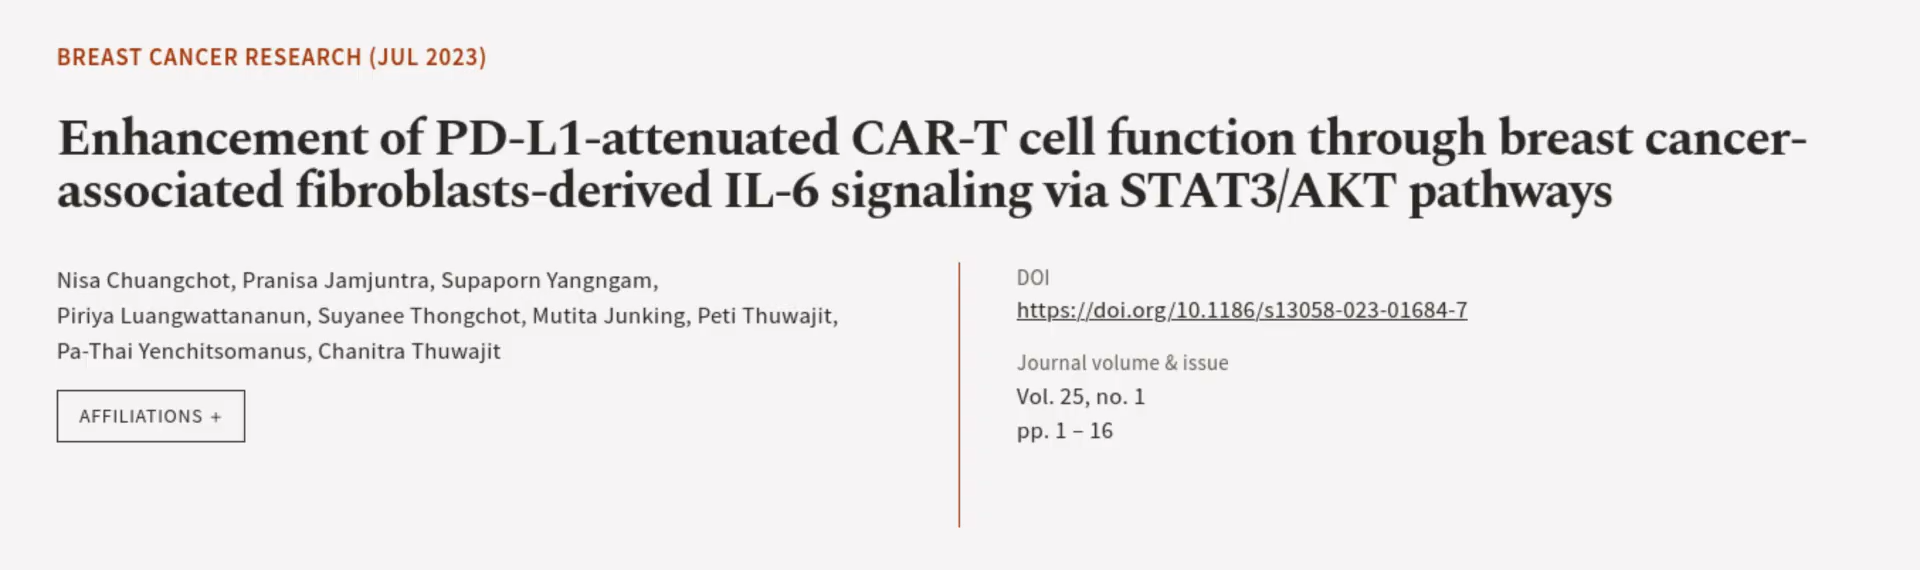 BREAST CANCER RESEARCH (JUL 2023)
Enhancement of PD-L1-attenuated CAR-T cell function through breast cancer-
associated fibroblasts-derived IL-6 signaling via STAT3/AKT pathways
Nisa Chuangchot, Pranisa Jamjuntra, Supaporn Yangngam,
Piriya Luangwattananun, Suyanee Thongchot, Mutita Junking, Peti Thuwajit,
Pa-Thai Yenchitsomanus, Chanitra Thuwajit
AFFILIATIONS +
DOI
https://doi.org/10.1186/s13058-023-01684-7
Journal volume & issue
Vol. 25, no. 1
pp. 1 – 16